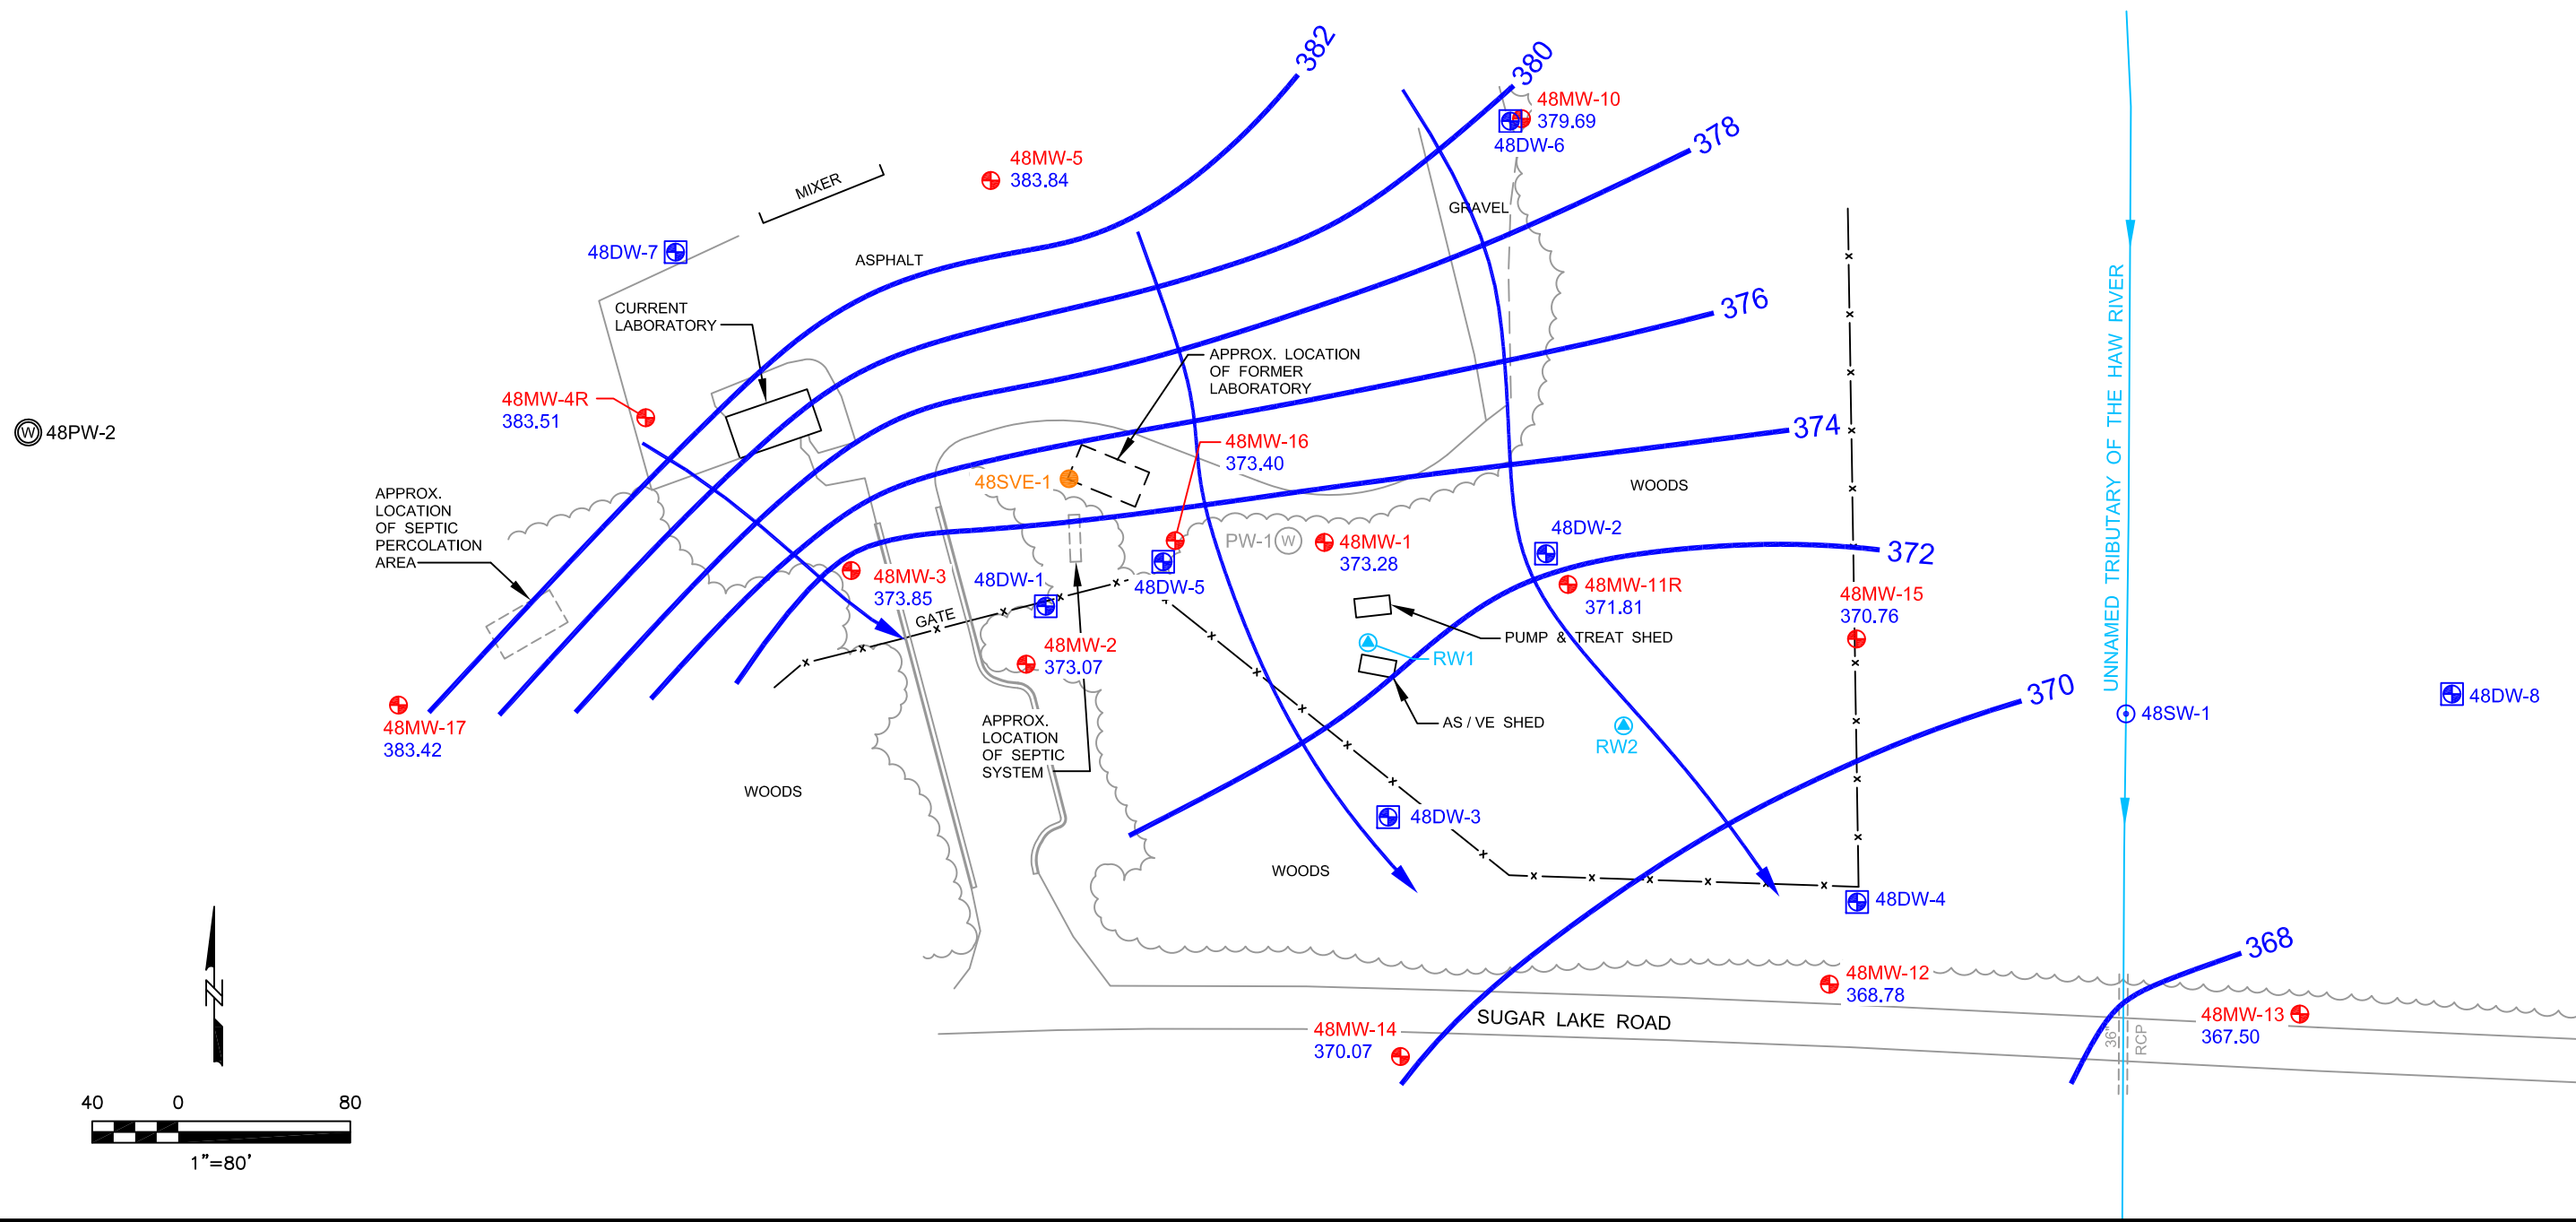 382
380
48MW-10
379.69
48DW-6
378
48MW-5
383.84
MIXER
GRAVEL
48DW-7
ASPHALT
CURRENT
LABORATORY
376
APPROX. LOCATION
OF FORMER
LABORATORY
UNNAMED TRIBUTARY OF THE HAW RIVER
48MW-4R
383.51
W
48PW-2
374
48MW-16
373.40
48SVE-1
WOODS
APPROX.
LOCATION
OF SEPTIC
PERCOLATION
AREA
PW-1
W
48MW-1
373.28
48DW-2
372
48MW-3
373.85
48DW-1
48DW-5
48MW-11R
371.81
48MW-15
370.76
GATE
PUMP & TREAT SHED
48MW-2
373.07
RW1
370
48DW-8
48SW-1
48MW-17
383.42
APPROX.
LOCATION
OF SEPTIC
SYSTEM
AS / VE SHED
RW2
WOODS
48DW-3
WOODS
48DW-4
368
48MW-12
368.78
SUGAR LAKE ROAD
48MW-14
370.07
48MW-13
367.50
36"
RCP
N
40 0 80
1"=80'